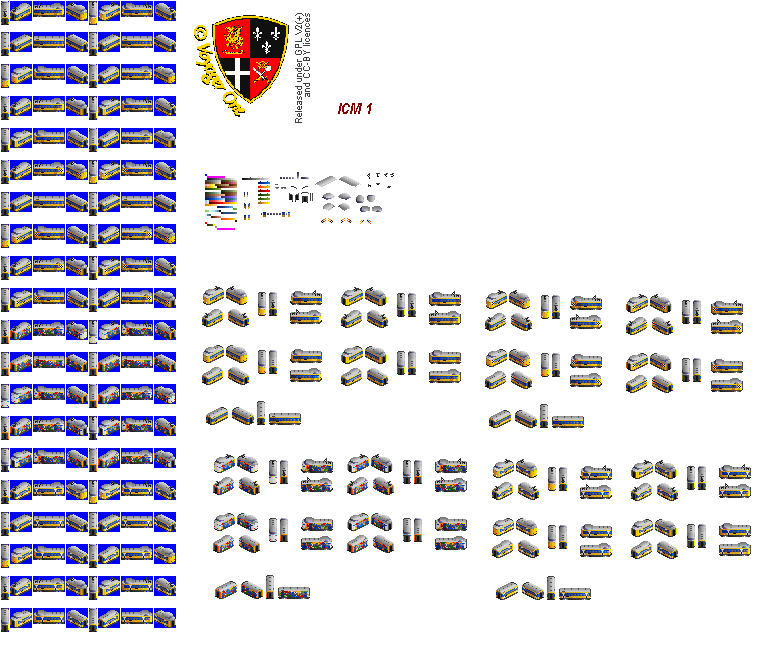 © Voyager One
Released under GPL V2(+)
and CC-BY licences
ICM 1